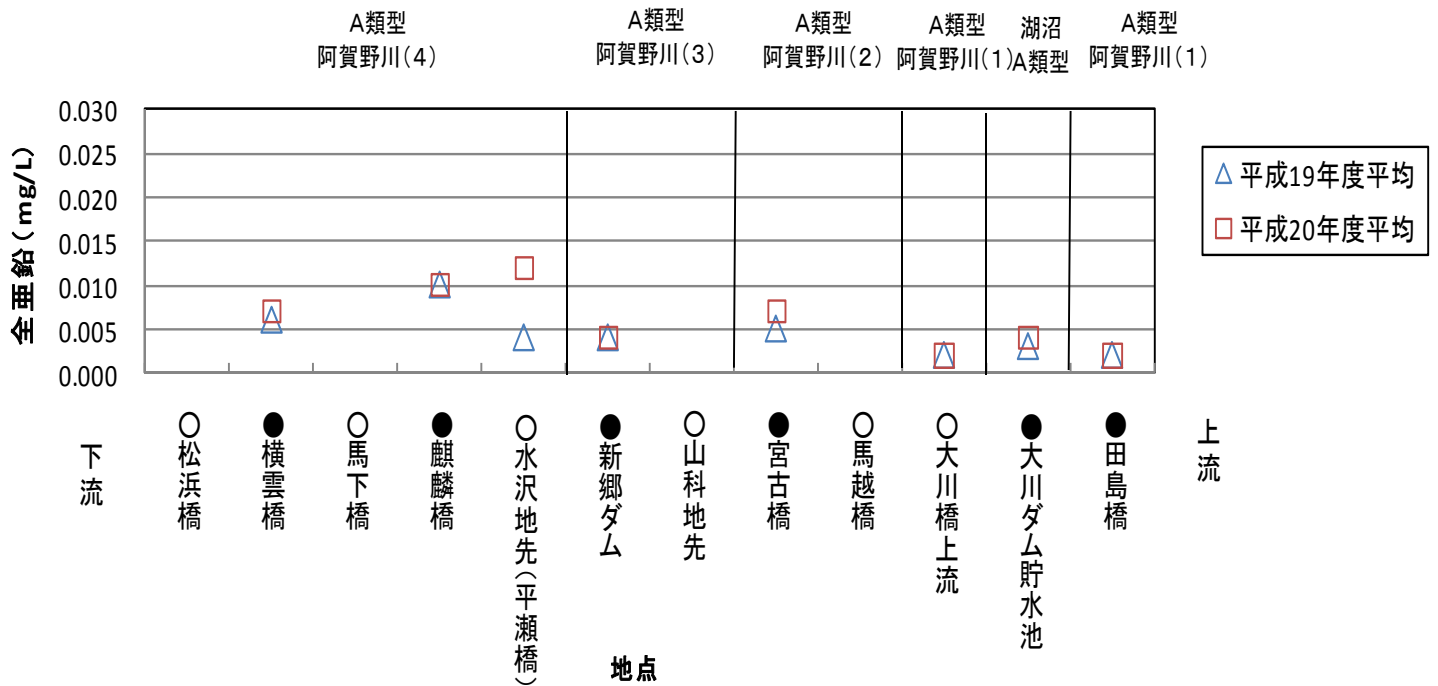 A類型
阿賀野川(4)
A類型
阿賀野川(3)
A類型
阿賀野川(2)
A類型
阿賀野川(1)
湖沼
A類型
A類型
阿賀野川(1)
全亜鉛(mg/L)
0.030
0.025
0.020
0.015
0.010
0.005
0.000
平成19年度平均
平成20年度平均
下流
○松浜橋
●横雲橋
○馬下橋
●麒麟橋
○水沢地先(平瀬橋)
●新郷ダム
○山科地先
●宮古橋
○馬越橋
○大川橋上流
●大川ダム貯水池
●田島橋
上流
地点